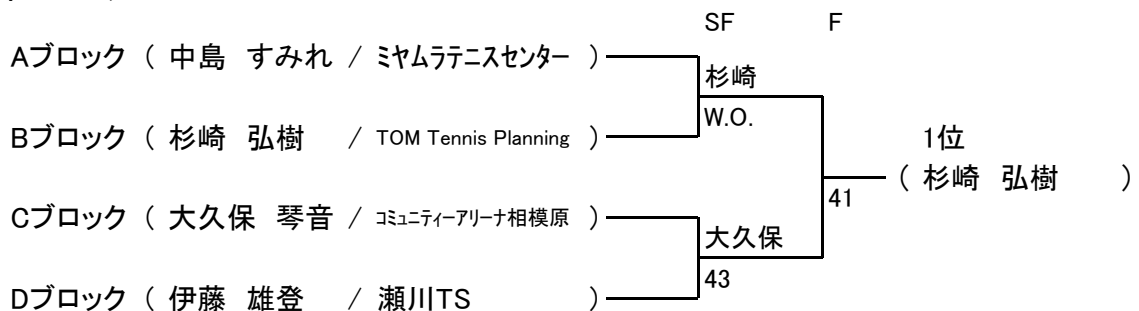 SF F
Aブロック ( 中島 すみれ / ミヤムラテニスセンター )
杉崎
W.O.
Bブロック ( 杉崎 弘樹 / TOM Tennis Planning )
1位
( 杉崎 弘樹 )
41
Cブロック ( 大久保 琴音 / コミュニティーアリーナ相模原 )
大久保
43
Dブロック ( 伊藤 雄登 / 瀬川TS )